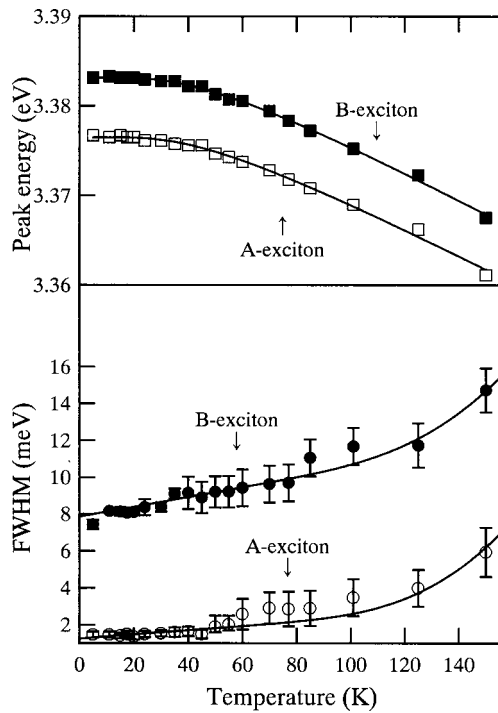 3.39
3.38
3.37
3.36
Peak energy (eV)
B-exciton
↓
↑
A-exciton
16
14
12
10
8
6
4
2
FWHM (meV)
B-exciton
↓
A-exciton
↓
0 20 40 60 80 100 120 140
Temperature (K)